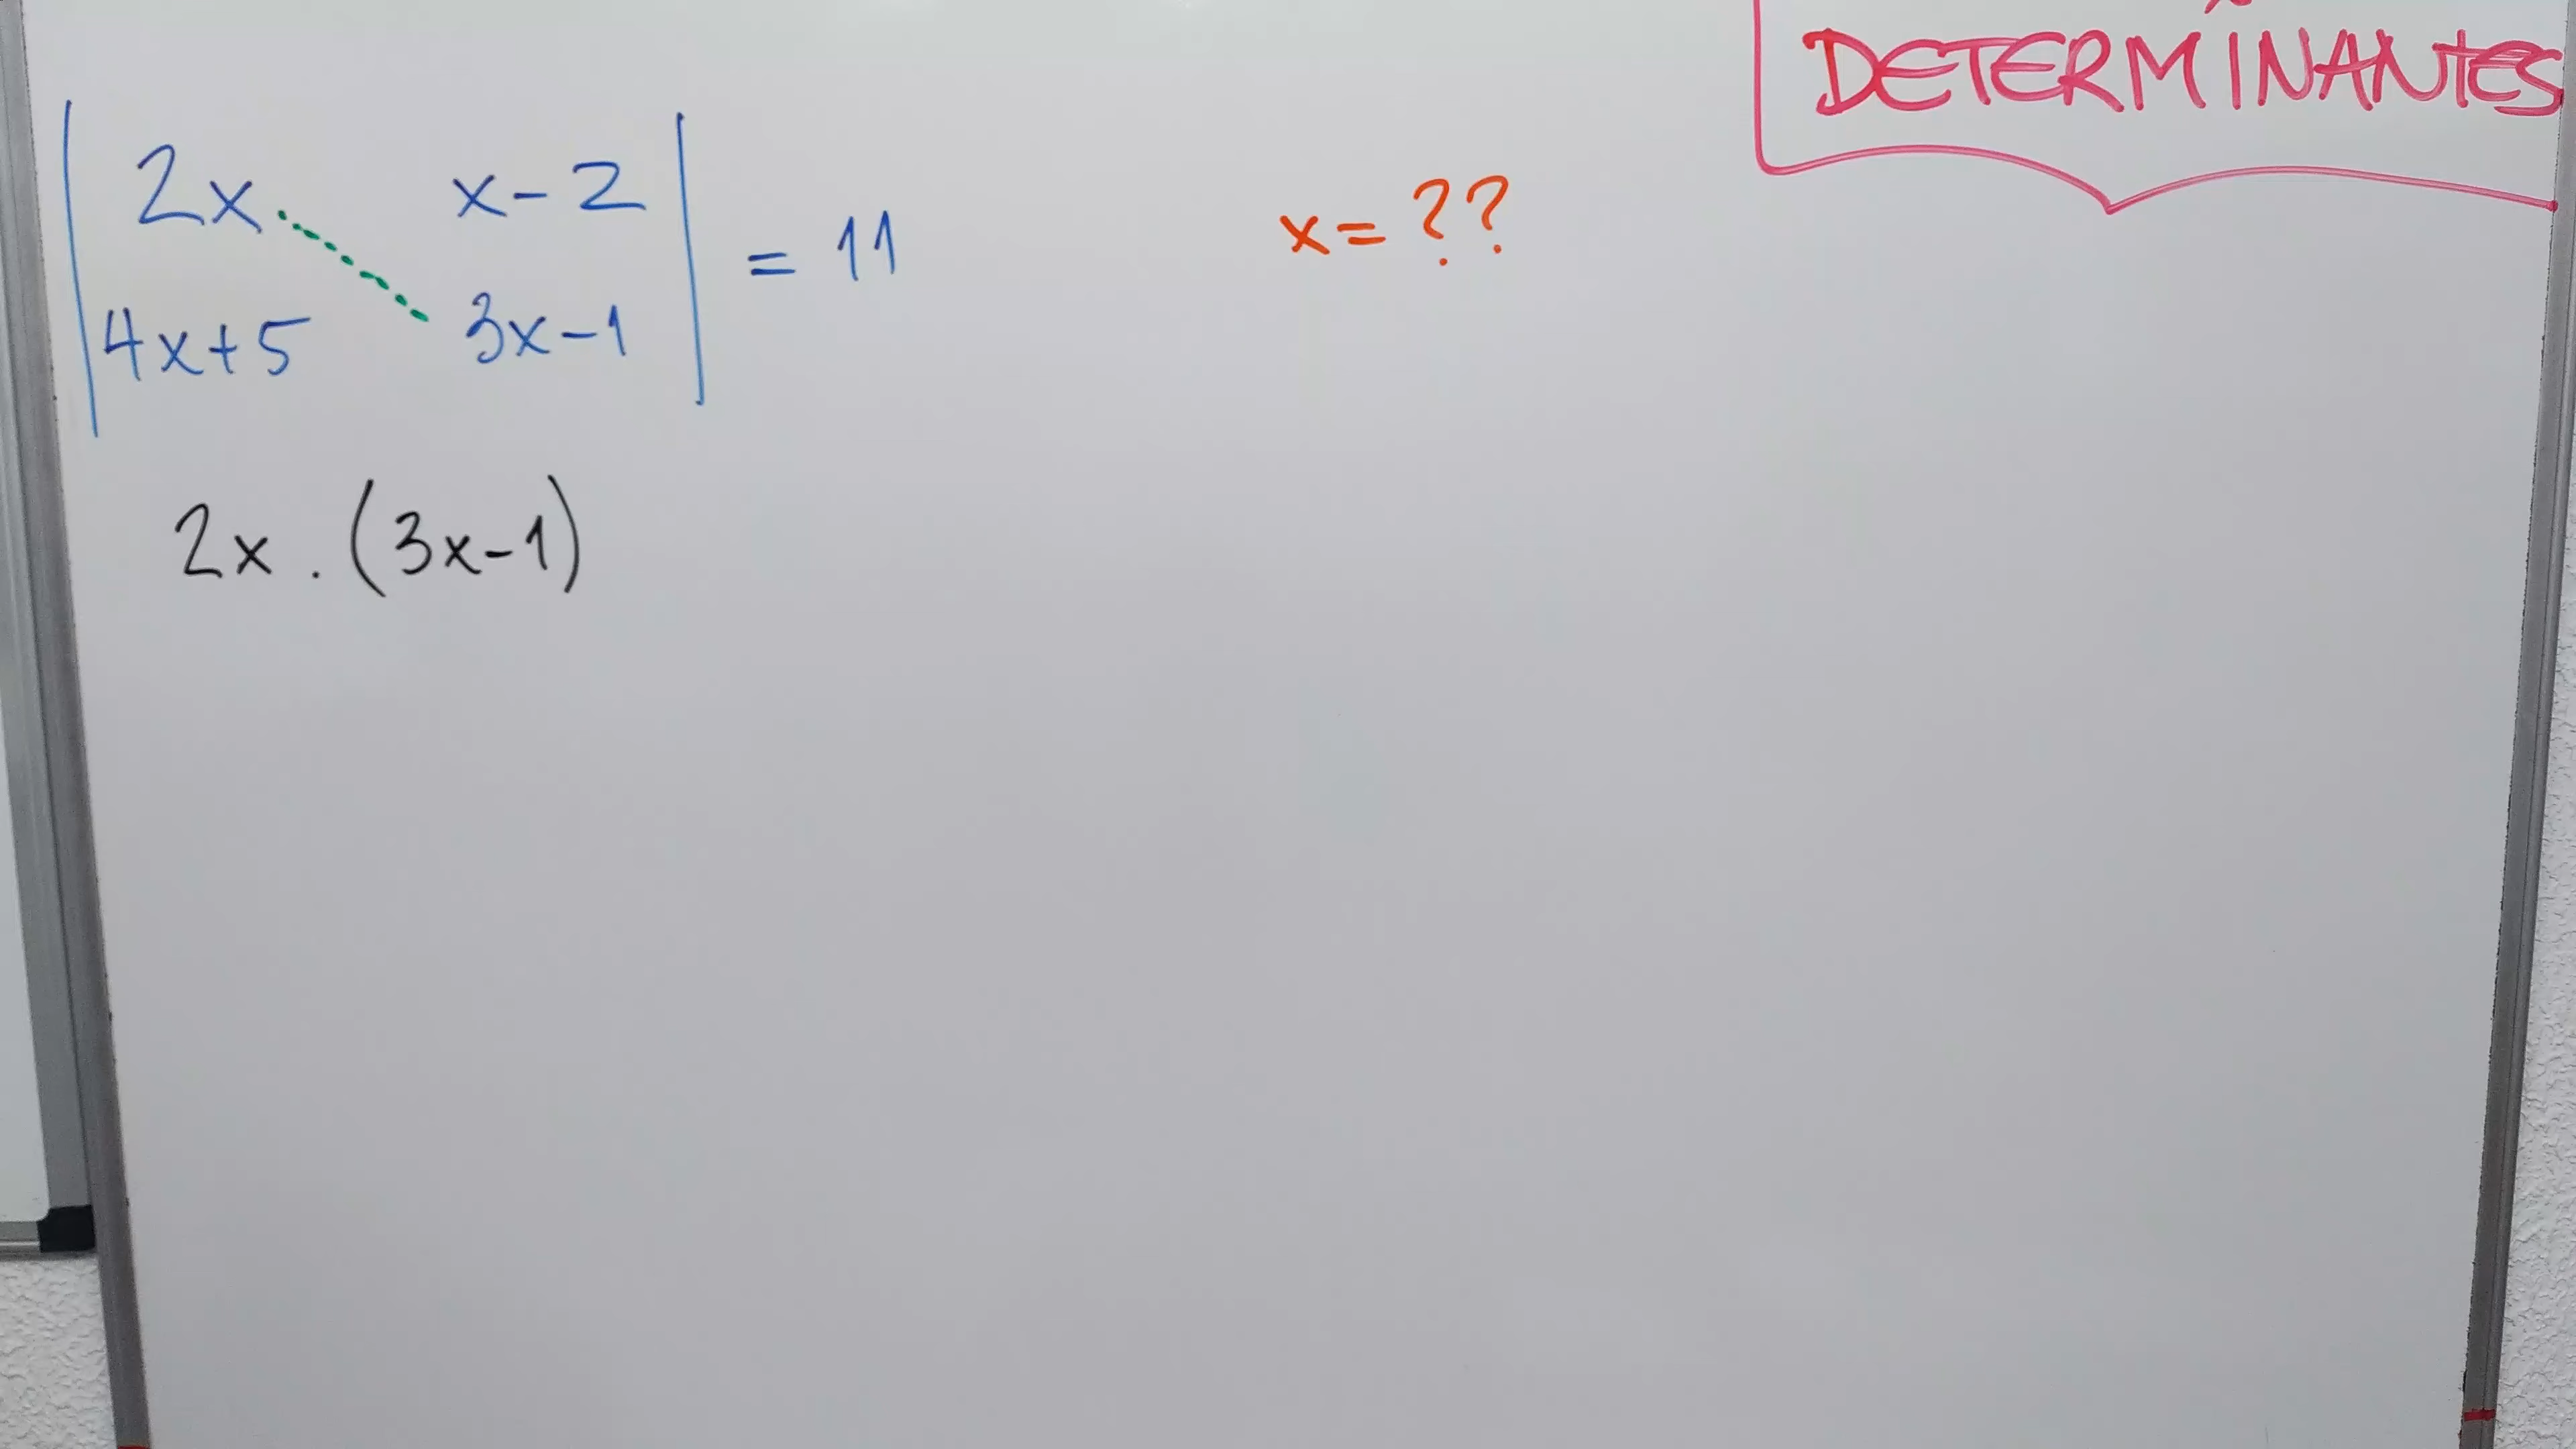 DETERMINANTES
2x x-2
4x+5 3x-1
= 11
x= ??
2x . (3x-1)